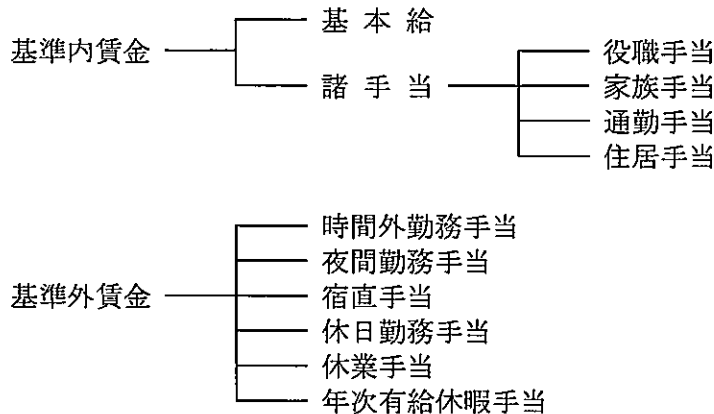 基本給
基準内賃金
役職手当
諸手当
家族手当
通勤手当
住居手当
時間外勤務手当
夜間勤務手当
基準外賃金
宿直手当
休日勤務手当
休業手当
年次有給休暇手当